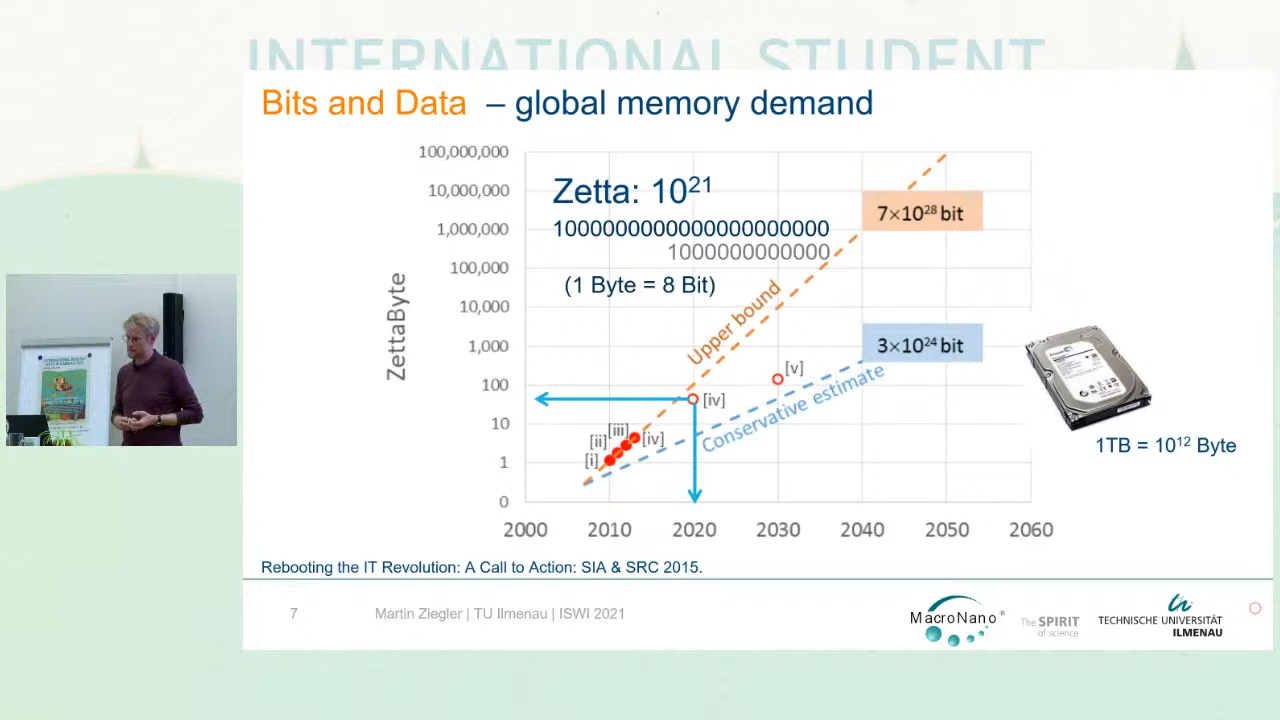 INTERNATIONAL STUDENT
Bits and Data – global memory demand
100,000,000
10,000,000
1,000,000
100,000
10,000
1,000
100
10
1
0
ZettaByte
Zetta: 10²¹
1000000000000000000000
1000000000000
(1 Byte = 8 Bit)
Upper bound
7×10²⁸ bit
3×10²⁴ bit
Conservative estimate
[i]
[ii]
[iii]
[iv]
[iv]
[v]
2000 2010 2020 2030 2040 2050 2060
1TB = 10¹² Byte
Rebooting the IT Revolution: A Call to Action: SIA & SRC 2015.
7 Martin Ziegler | TU Ilmenau | ISWI 2021
MacroNano®
The SPIRIT
of science
TECHNISCHE UNIVERSITÄT
ILMENAU